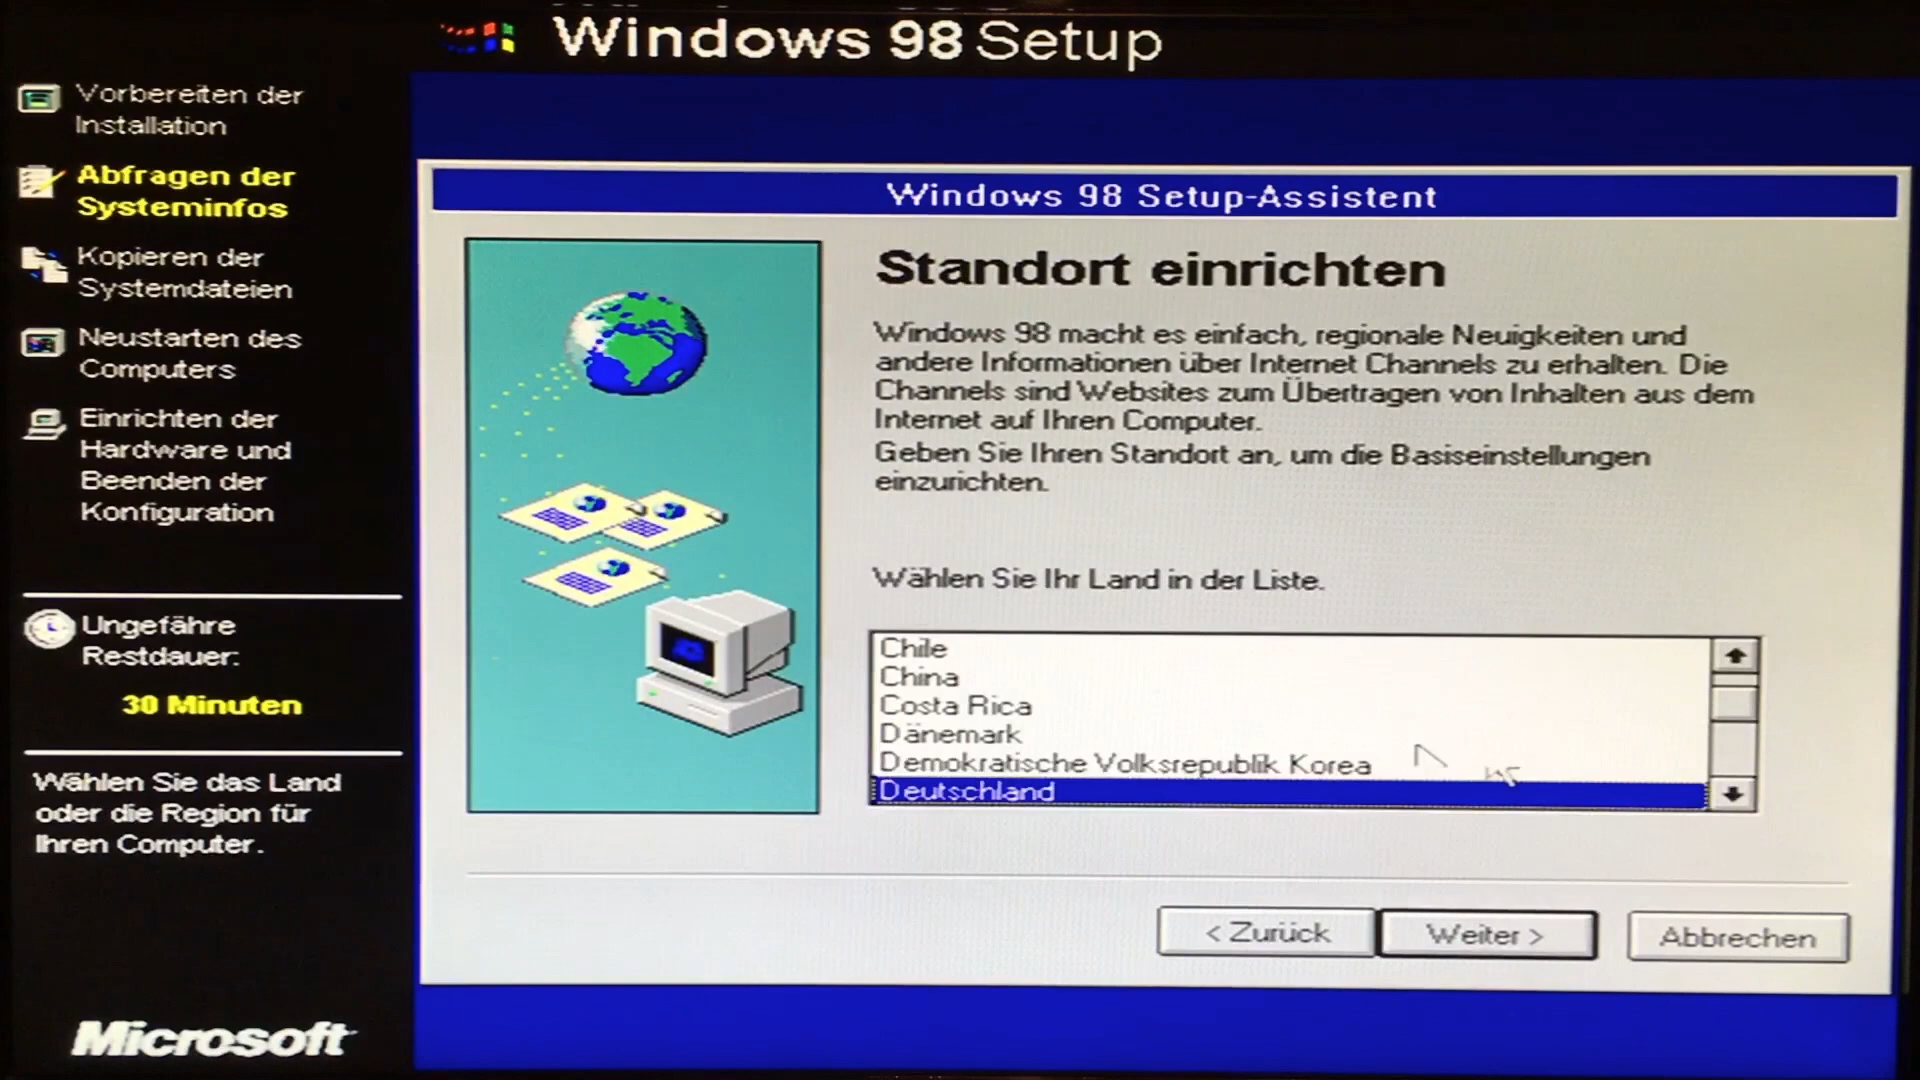 Windows 98 Setup
Vorbereiten der
Installation
Abfragen der
Systeminfos
Kopieren der
Systemdateien
Neustarten des
Computers
Einrichten der
Hardware und
Beenden der
Konfiguration
Ungefähre
Restdauer:
30 Minuten
Wählen Sie das Land
oder die Region für
Ihren Computer.
Microsoft
Windows 98 Setup-Assistent
Standort einrichten
Windows 98 macht es einfach, regionale Neuigkeiten und
andere Informationen über Internet Channels zu erhalten. Die
Channels sind Websites zum Übertragen von Inhalten aus dem
Internet auf Ihren Computer.
Geben Sie Ihren Standort an, um die Basiseinstellungen
einzurichten.
Wählen Sie Ihr Land in der Liste.
Chile
China
Costa Rica
Dänemark
Demokratische Volksrepublik Korea
Deutschland
< Zurück
Weiter >
Abbrechen